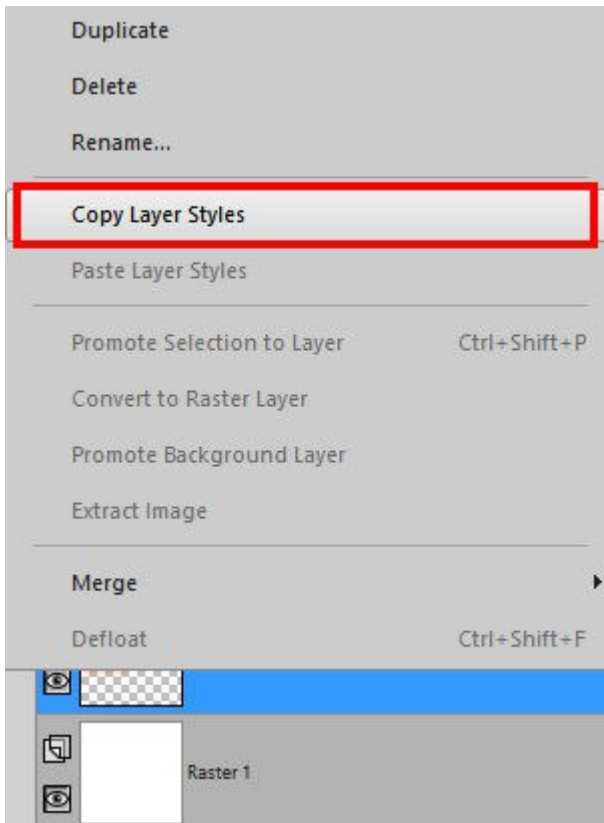 Duplicate
Delete
Rename...
Copy Layer Styles
Paste Layer Styles
Promote Selection to Layer Ctrl+Shift+P
Convert to Raster Layer
Promote Background Layer
Extract Image
Merge
Defloat Ctrl+Shift+F
Raster 1